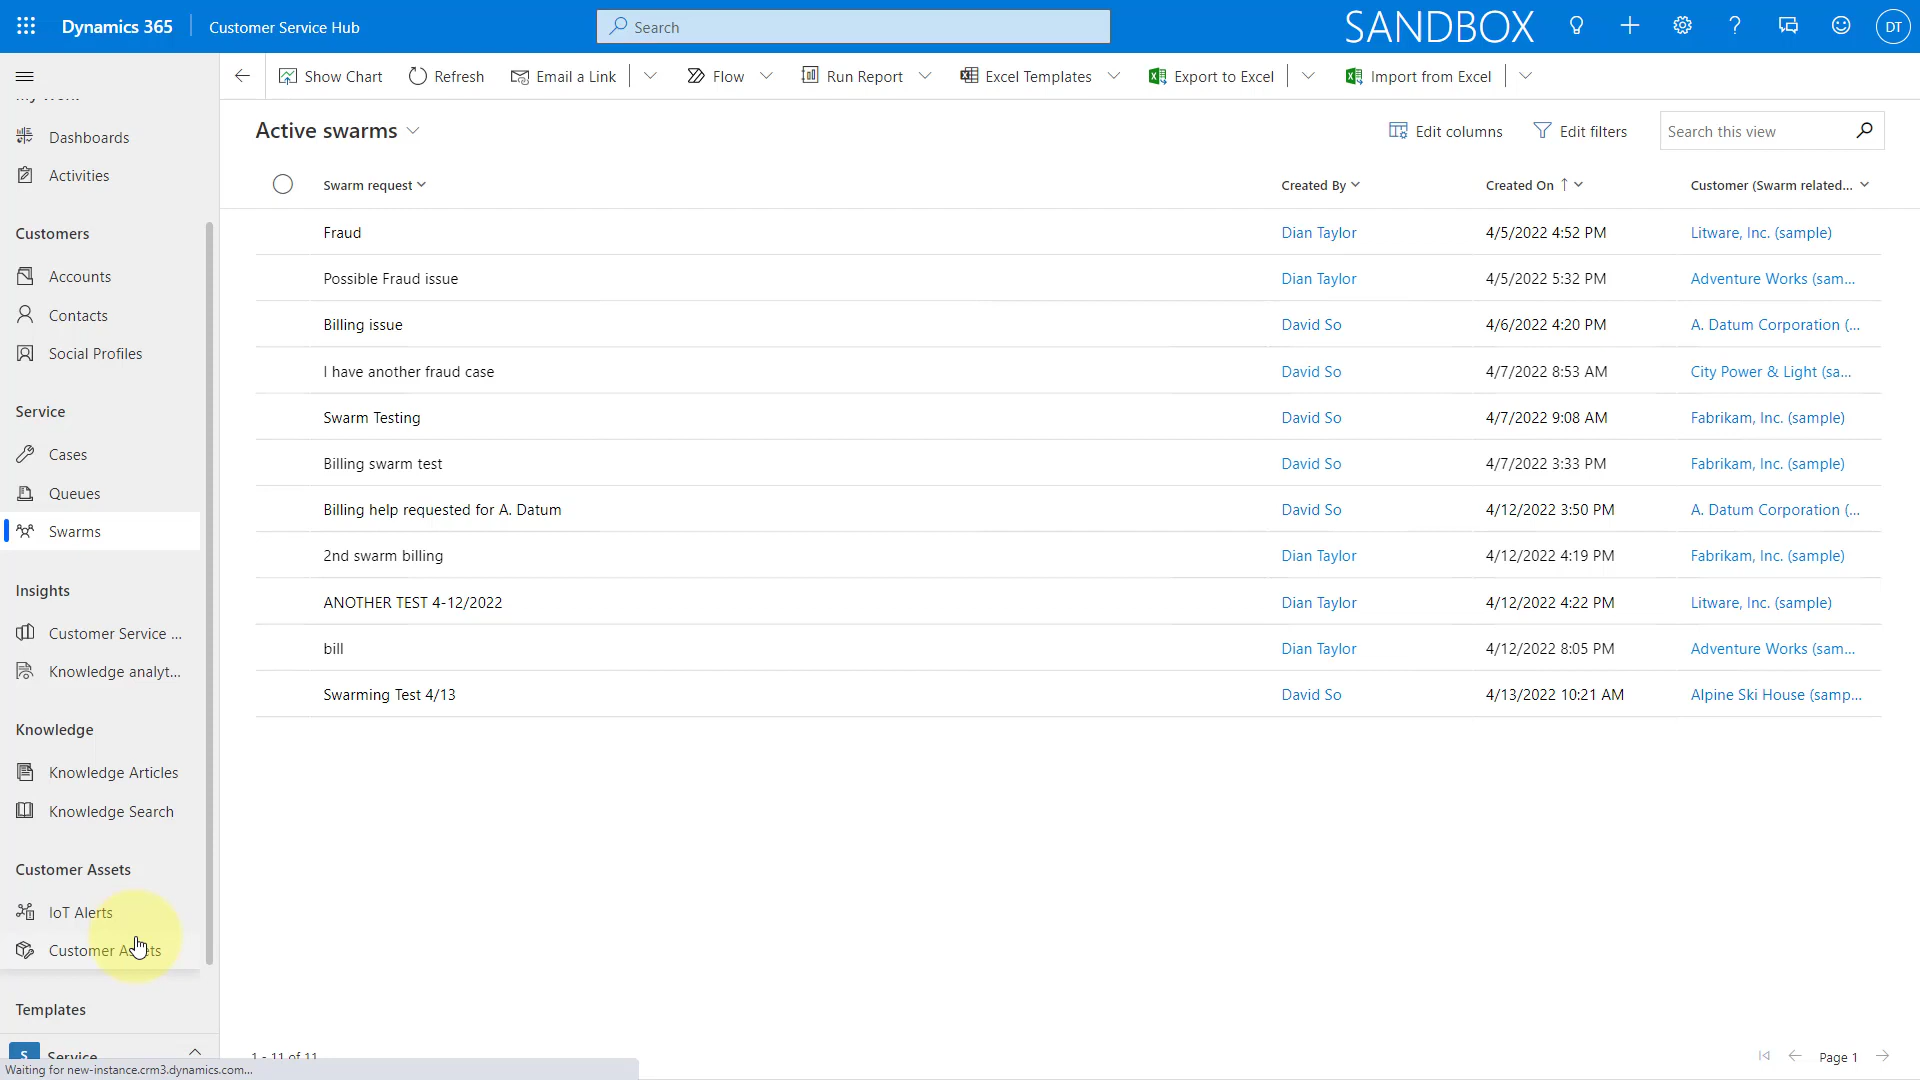 Dynamics 365
Customer Service Hub
Search
SANDBOX
DT
Show Chart
Refresh
Email a Link
Flow
Run Report
Excel Templates
Export to Excel
Import from Excel
Active swarms
Edit columns
Edit filters
Search this view
Swarm request
Created By
Created On
Customer (Swarm related...
Fraud
Dian Taylor
4/5/2022 4:52 PM
Litware, Inc. (sample)
Possible Fraud issue
Dian Taylor
4/5/2022 5:32 PM
Adventure Works (sam...
Billing issue
David So
4/6/2022 4:20 PM
A. Datum Corporation (...
I have another fraud case
David So
4/7/2022 8:53 AM
City Power & Light (sa...
Swarm Testing
David So
4/7/2022 9:08 AM
Fabrikam, Inc. (sample)
Billing swarm test
David So
4/7/2022 3:33 PM
Fabrikam, Inc. (sample)
Billing help requested for A. Datum
David So
4/12/2022 3:50 PM
A. Datum Corporation (...
2nd swarm billing
Dian Taylor
4/12/2022 4:19 PM
Fabrikam, Inc. (sample)
ANOTHER TEST 4-12/2022
Dian Taylor
4/12/2022 4:22 PM
Litware, Inc. (sample)
bill
Dian Taylor
4/12/2022 8:05 PM
Adventure Works (sam...
Swarming Test 4/13
David So
4/13/2022 10:21 AM
Alpine Ski House (samp...
1 - 11 of 11
Page 1
My Work
Dashboards
Activities
Customers
Accounts
Contacts
Social Profiles
Service
Cases
Queues
Swarms
Insights
Customer Service ...
Knowledge analyt...
Knowledge
Knowledge Articles
Knowledge Search
Customer Assets
IoT Alerts
Customer Assets
Templates
S
Service
Waiting for new-instance.crm3.dynamics.com...